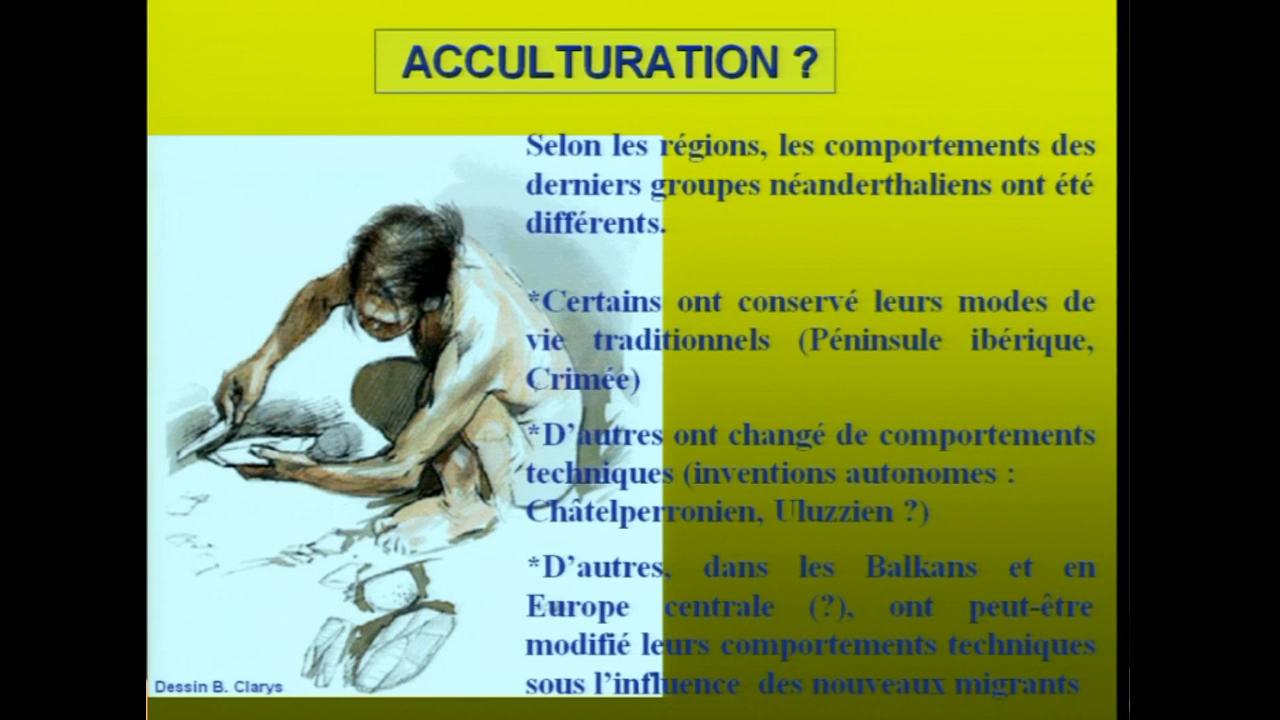 ACCULTURATION ?
Selon les régions, les comportements des
derniers groupes néanderthaliens ont été
différents.
*Certains ont conservé leurs modes de
vie traditionnels (Péninsule ibérique,
Crimée)
*D’autres ont changé de comportements
techniques (inventions autonomes :
Châtelperronien, Uluzzien ?)
*D’autres, dans les Balkans et en
Europe centrale (?), ont peut-être
modifié leurs comportements techniques
sous l’influence des nouveaux migrants
Dessin B. Clarys